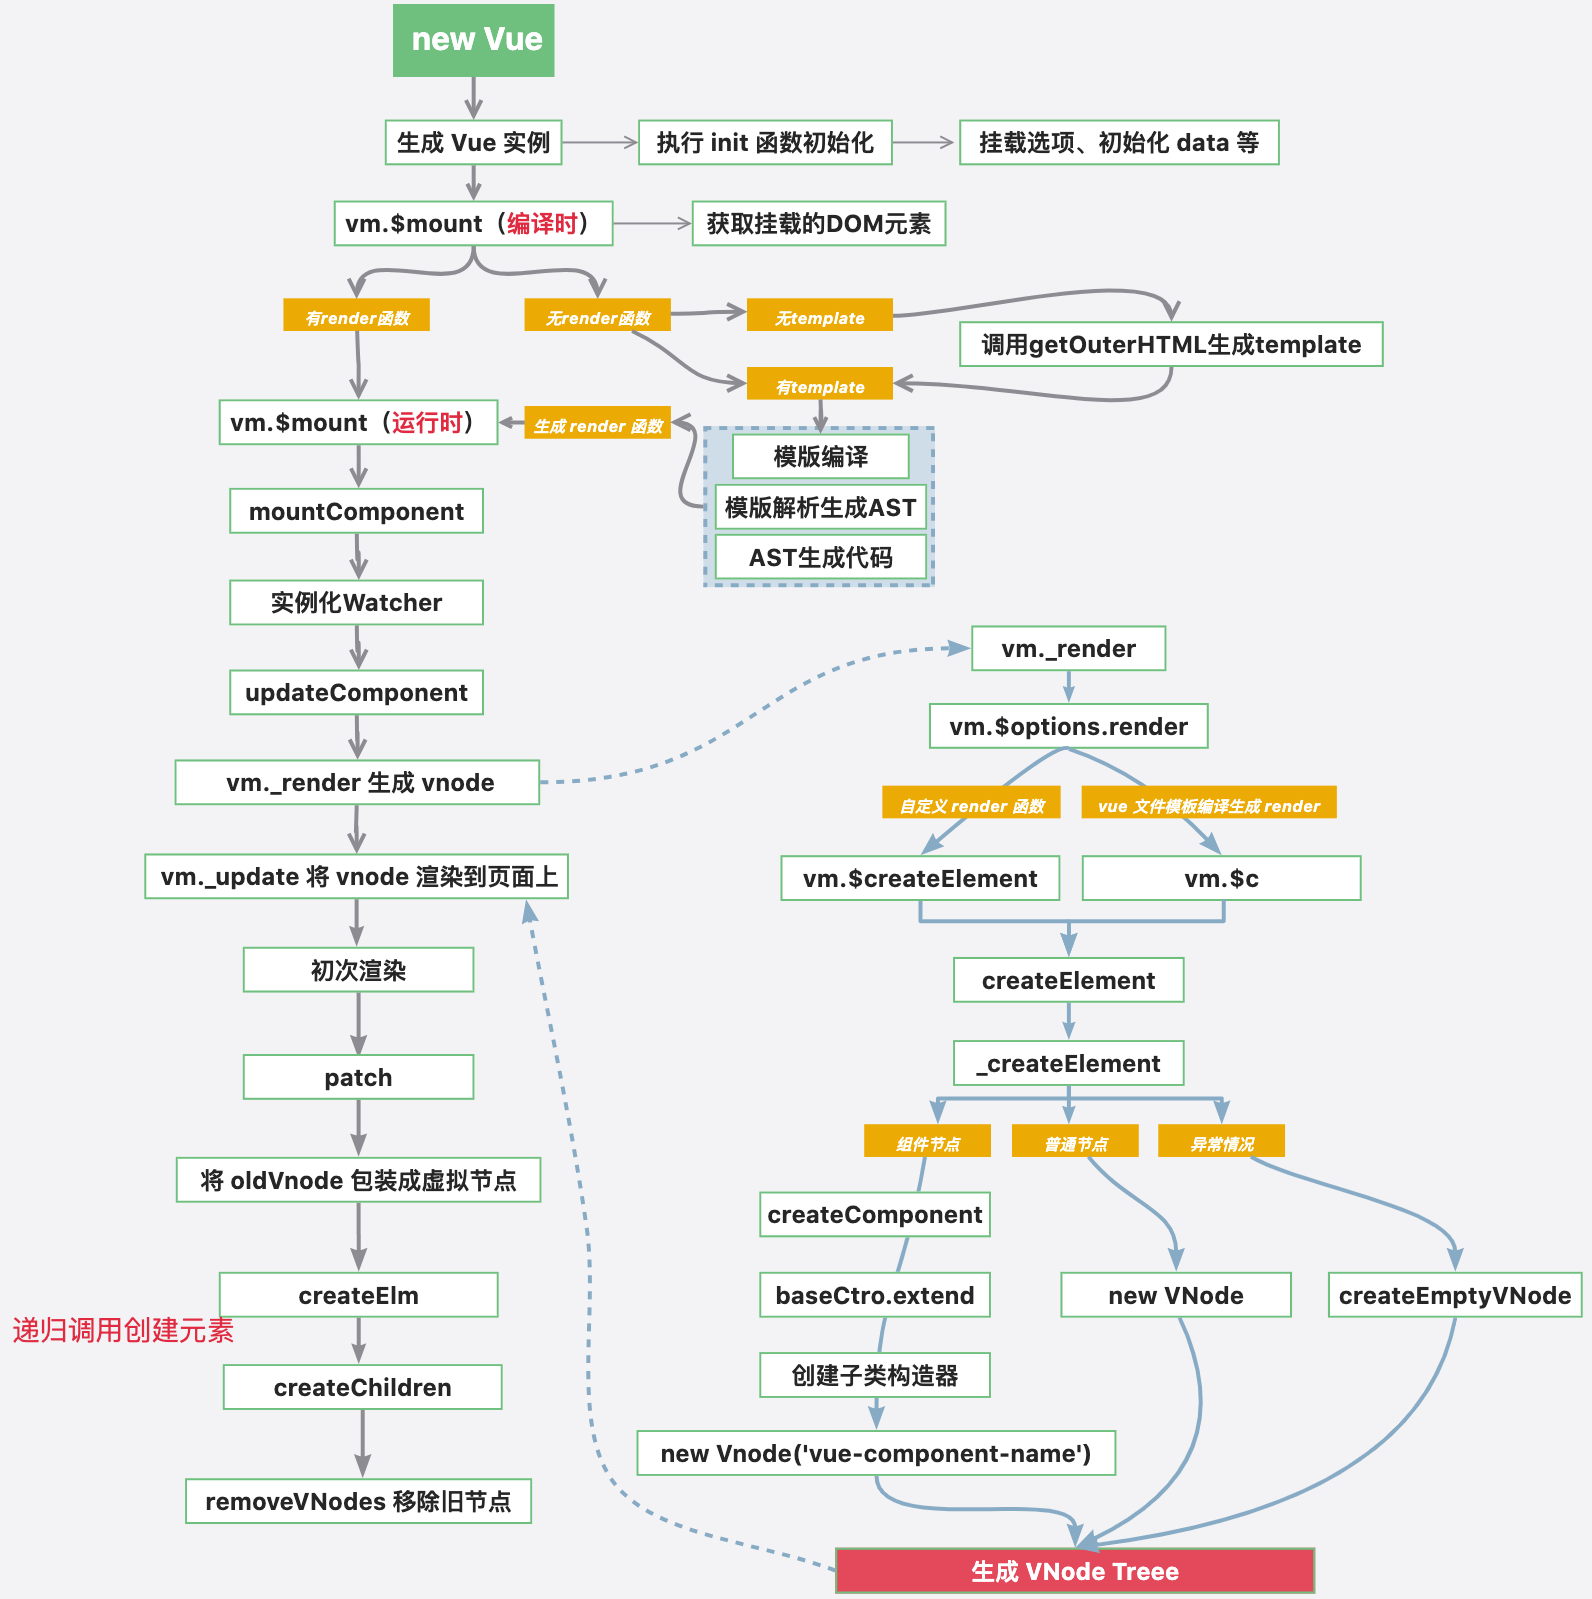 new Vue
生成 Vue 实例
执行 init 函数初始化
挂载选项、初始化 data 等
vm.$mount（编译时）
获取挂载的DOM元素
有render函数
无render函数
无template
调用getOuterHTML生成template
有template
vm.$mount（运行时）
生成 render 函数
模版编译
模版解析生成AST
AST生成代码
mountComponent
实例化Watcher
updateComponent
vm._render 生成 vnode
vm._update 将 vnode 渲染到页面上
初次渲染
patch
将 oldVnode 包装成虚拟节点
createElm
递归调用创建元素
createChildren
removeVNodes 移除旧节点
vm._render
vm.$options.render
自定义 render 函数
vue 文件模板编译生成 render
vm.$createElement
vm.$c
createElement
_createElement
组件节点
普通节点
异常情况
createComponent
baseCtro.extend
new VNode
createEmptyVNode
创建子类构造器
new Vnode('vue-component-name')
生成 VNode Treee